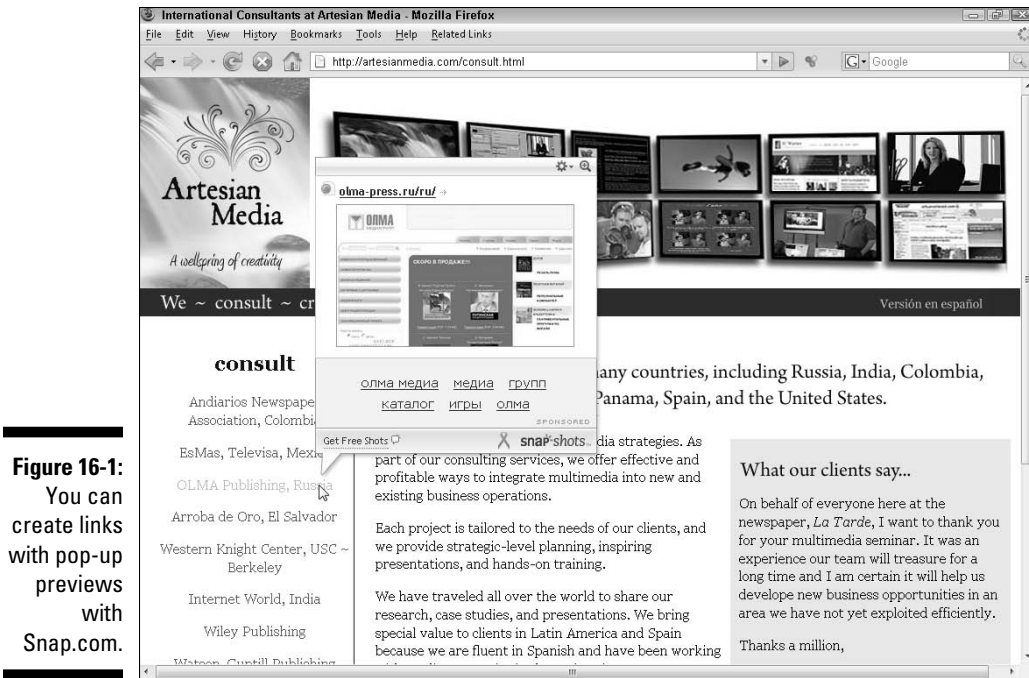 International Consultants at Artesian Media - Mozilla Firefox
File Edit View History Bookmarks Tools Help Related Links
http://artesianmedia.com/consult.html
G Google
Artesian
Media
A wellspring of creativity
We ~ consult ~ cr
Versión en español
olma-press.ru/ru/
ОЛМА
СКОРО В ПРОДАЖЕ!!!
олма медиа медиа групп
каталог игры олма
SPONSORED
Get Free Shots
snap shots
consult
Andiarios Newspape
Association, Colombi
EsMas, Televisa, Mexi
OLMA Publishing, Russia
Arroba de Oro, El Salvador
Western Knight Center, USC ~
Berkeley
Internet World, India
Wiley Publishing
Watson, Guptill Publishing
any countries, including Russia, India, Colombia,
Panama, Spain, and the United States.
dia strategies. As
part of our consulting services, we offer effective and
profitable ways to integrate multimedia into new and
existing business operations.
Each project is tailored to the needs of our clients, and
we provide strategic-level planning, inspiring
presentations, and hands-on training.
We have traveled all over the world to share our
research, case studies, and presentations. We bring
special value to clients in Latin America and Spain
because we are fluent in Spanish and have been working
What our clients say...
On behalf of everyone here at the
newspaper, La Tarde, I want to thank you
for your multimedia seminar. It was an
experience our team will treasure for a
long time and I am certain it will help us
develope new business opportunities in an
area we have not yet exploited efficiently.
Thanks a million,
Figure 16-1:
You can
create links
with pop-up
previews
with
Snap.com.